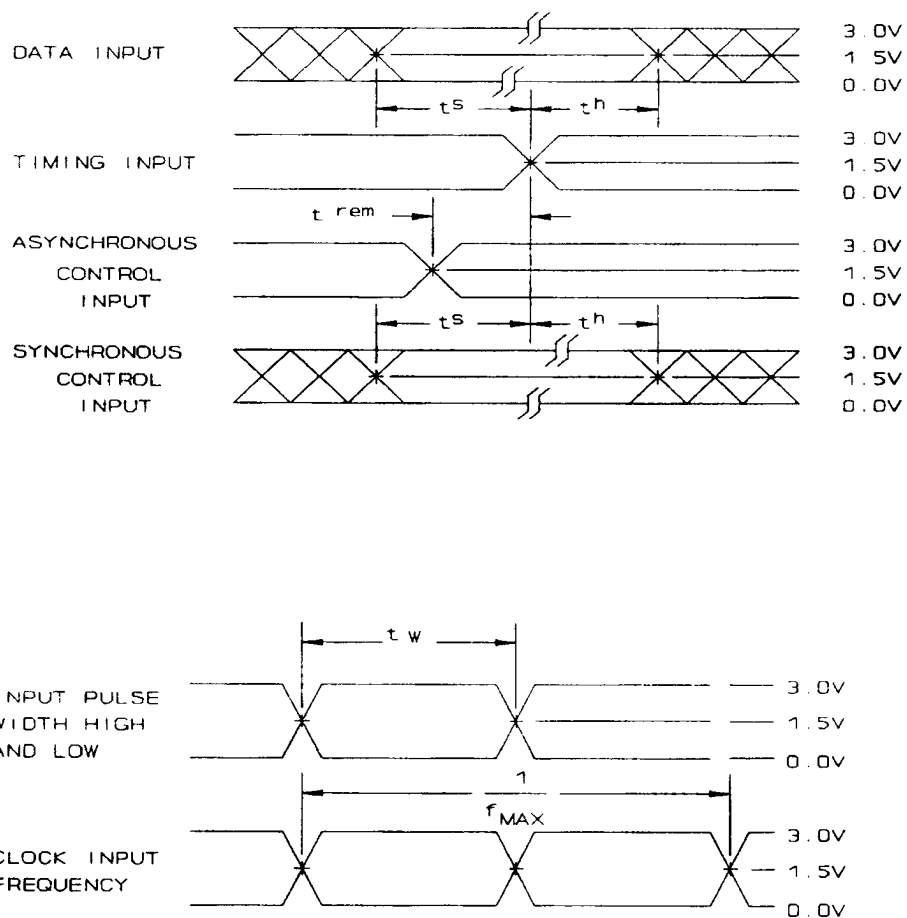 3.0V
DATA INPUT
1 5V
0.0V
ts th
3.0V
TIMING INPUT
1.5V
0.0V
t rem
ASYNCHRONOUS
3.0V
CONTROL
1.5V
INPUT
0.0V
ts th
SYNCHRONOUS
3.0V
CONTROL
1.5V
INPUT
0.0V
t w
NPUT PULSE
3.0V
WIDTH HIGH
1.5V
AND LOW
0.0V
1
fMAX
3.0V
CLOCK INPUT
1.5V
FREQUENCY
0.0V